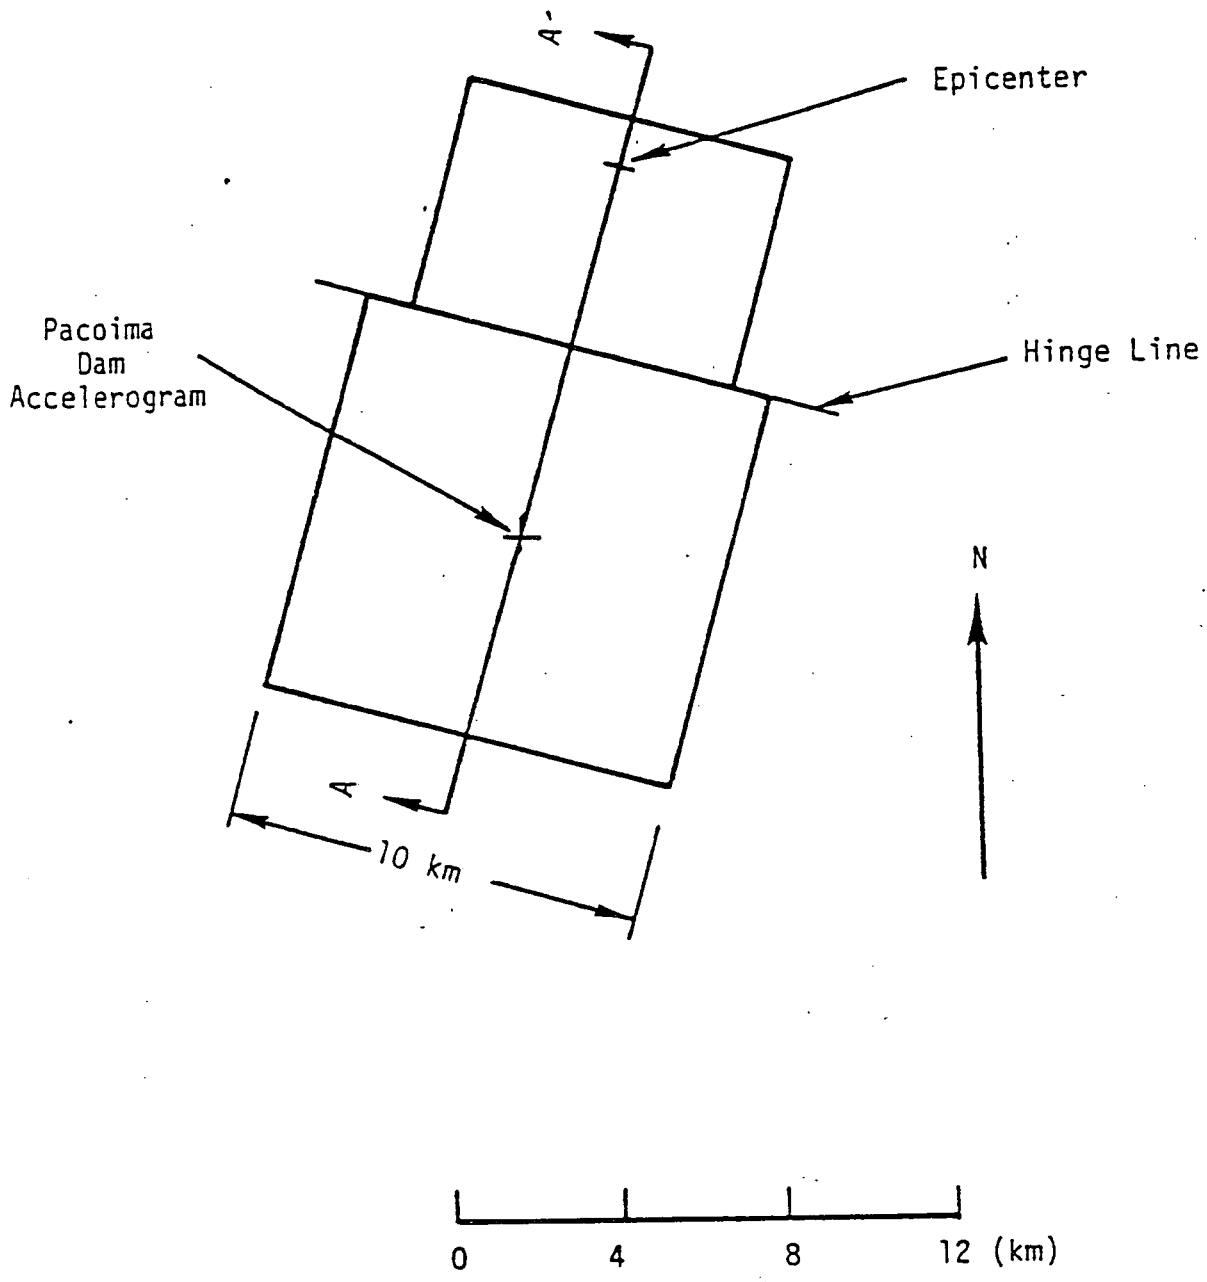 A'
Epicenter
Pacoima
Dam
Accelerogram
Hinge Line
N
A
10 km
0 4 8 12 (km)